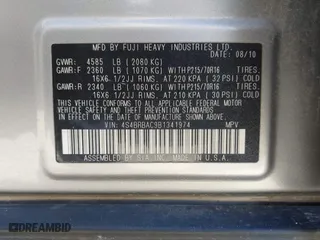 MFD BY FUJI HEAVY INDUSTRIES LTD.
DATE 08/10
GVWR: 4585 LB (2080 KG)
GAWR:F 2360 LB (1070 KG) WITH P215/70R16 TIRES.
16X6 1/2JJ RIMS, AT 220 KPA (32 PSI) COLD
GAWR:R 2340 LB (1060 KG) WITH P215/70R16 TIRES.
16X6 1/2JJ RIMS, AT 210 KPA (30 PSI) COLD
THIS VEHICLE CONFORMS TO ALL APPLICABLE
FEDERAL MOTOR VEHICLE SAFETY AND
THEFT PREVENTION STANDARDS IN EFFECT
ON THE DATE OF MANUFACTURE SHOWN ABOVE.
VIN: 4S4BRBAC9B1341974 MPV
ASSEMBLED BY S.I.A. INC. IN U.S.A.
DREAMBID